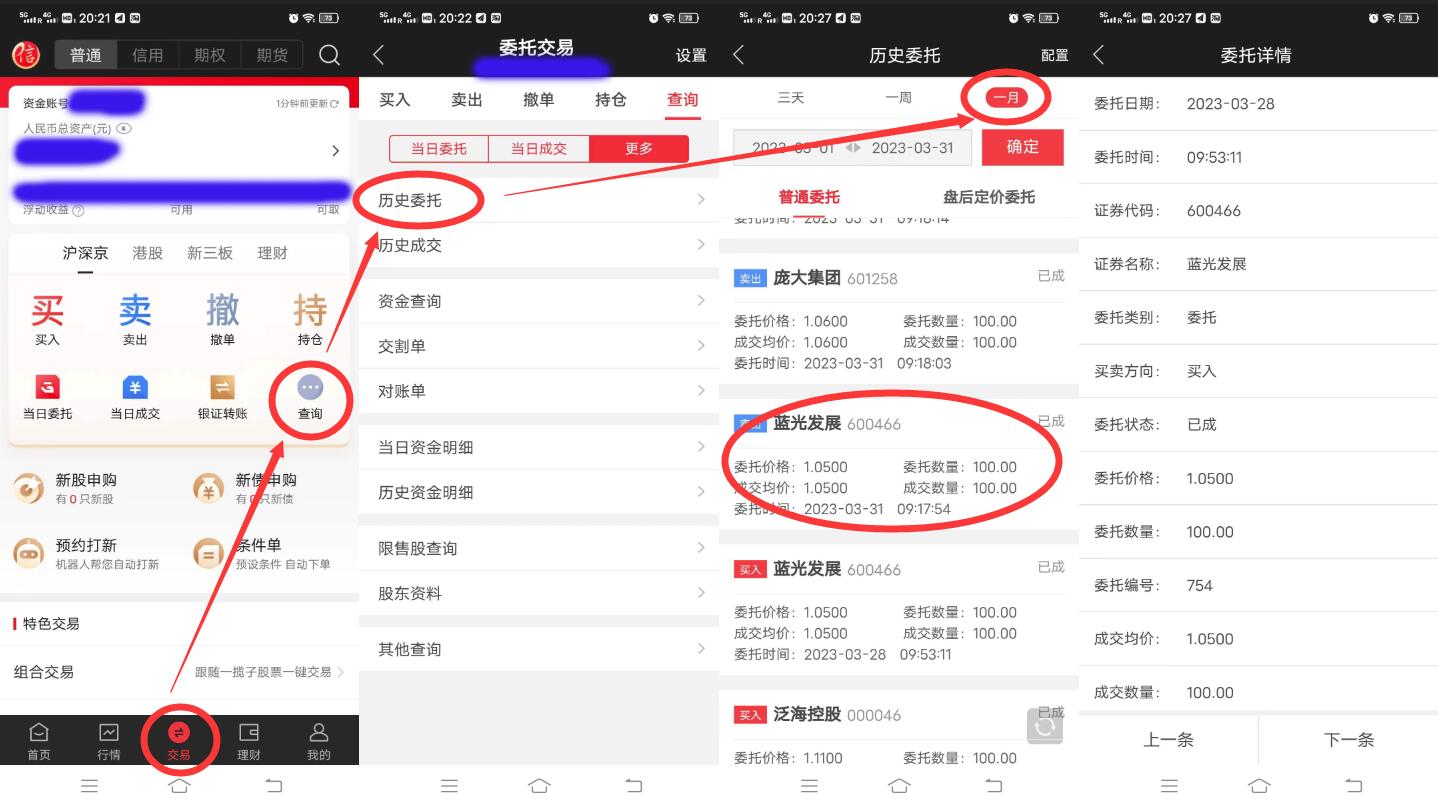 5G R 4G HD 20:21 73
信
普通 信用 期权 期货
资金账号
1分钟前更新
人民币总资产(元)
浮动收益 可用 可取
沪深京 港股 新三板 理财
买 卖 撤 持
买入 卖出 撤单 持仓
当日委托 当日成交 银证转账 查询
新股申购
有 0 只新股
新债申购
有 0 只新债
预约打新
机器人帮您自动打新
条件单
预设条件 自动下单
特色交易
组合交易 跟随一揽子股票一键交易
首页 行情 交易 理财 我的
5G R 4G HD 20:22 73
委托交易
设置
买入 卖出 撤单 持仓 查询
当日委托 当日成交 更多
历史委托
历史成交
资金查询
交割单
对账单
当日资金明细
历史资金明细
限售股查询
股东资料
其他查询
5G R 4G HD 20:27 73
历史委托
配置
三天 一周 一月
2023-03-01 2023-03-31 确定
普通委托 盘后定价委托
委托时间：2023-03-31 09:18:14
卖出 庞大集团 601258 已成
委托价格：1.0600 委托数量：100.00
成交均价：1.0600 成交数量：100.00
委托时间：2023-03-31 09:18:03
卖出 蓝光发展 600466 已成
委托价格：1.0500 委托数量：100.00
成交均价：1.0500 成交数量：100.00
委托时间：2023-03-31 09:17:54
买入 蓝光发展 600466 已成
委托价格：1.0500 委托数量：100.00
成交均价：1.0500 成交数量：100.00
委托时间：2023-03-28 09:53:11
买入 泛海控股 000046 已成
委托价格：1.1100 委托数量：100.00
5G R 4G HD 20:27 73
委托详情
委托日期： 2023-03-28
委托时间： 09:53:11
证券代码： 600466
证券名称： 蓝光发展
委托类别： 委托
买卖方向： 买入
委托状态： 已成
委托价格： 1.0500
委托数量： 100.00
委托编号： 754
成交均价： 1.0500
成交数量： 100.00
上一条 下一条